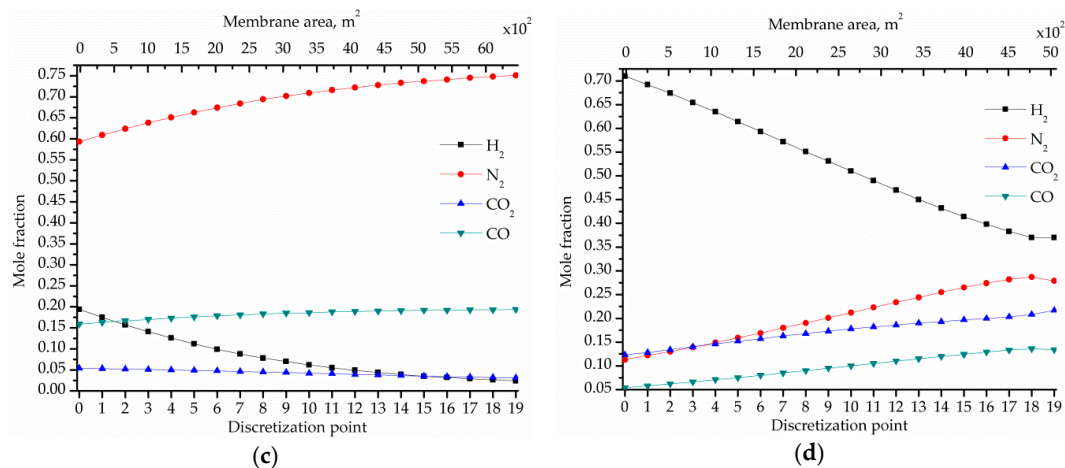 Membrane area, m²
0 5 10 15 20 25 30 35 40 45 50 55 60 x10²
0.75
0.70
0.65
0.60
0.55
0.50
0.45
0.40
0.35
0.30
0.25
0.20
0.15
0.10
0.05
0.00
Mole fraction
H₂
N₂
CO₂
CO
0 1 2 3 4 5 6 7 8 9 10 11 12 13 14 15 16 17 18 19
Discretization point
(c)
Membrane area, m²
0 5 10 15 20 25 30 35 40 45 50 x10²
0.70
0.65
0.60
0.55
0.50
0.45
0.40
0.35
0.30
0.25
0.20
0.15
0.10
0.05
Mole fraction
H₂
N₂
CO₂
CO
0 1 2 3 4 5 6 7 8 9 10 11 12 13 14 15 16 17 18 19
Discretization point
(d)